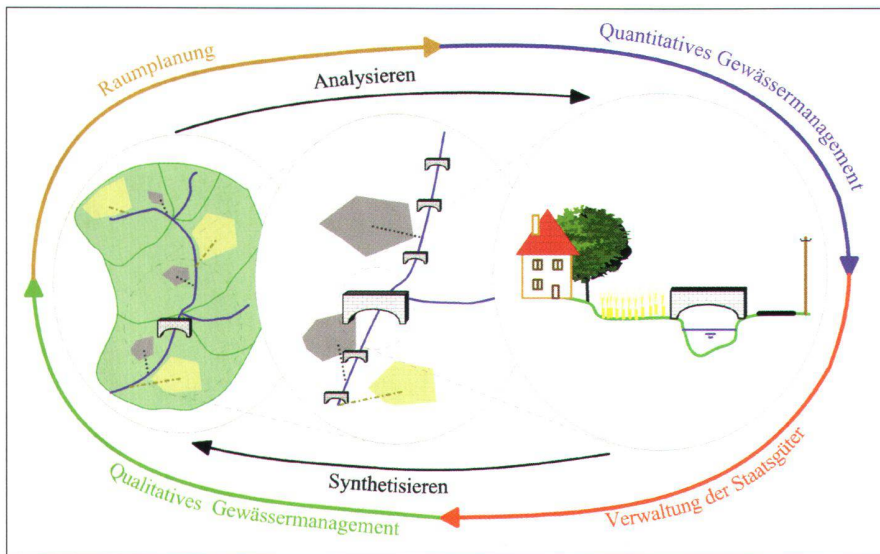 Raumplanung
Quantitatives Gewässermanagement
Analysieren
Synthetisieren
Qualitatives Gewässermanagement
Verwaltung der Staatsgüter